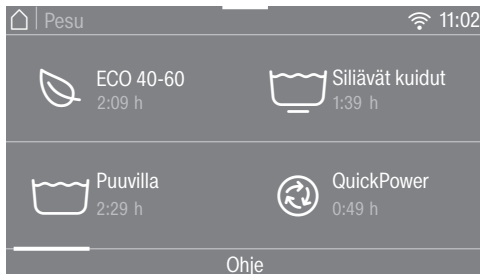 Pesu 11:02
ECO 40-60
2:09 h
Siliävät kuidut
1:39 h
Puuvilla
2:29 h
QuickPower
0:49 h
Ohje